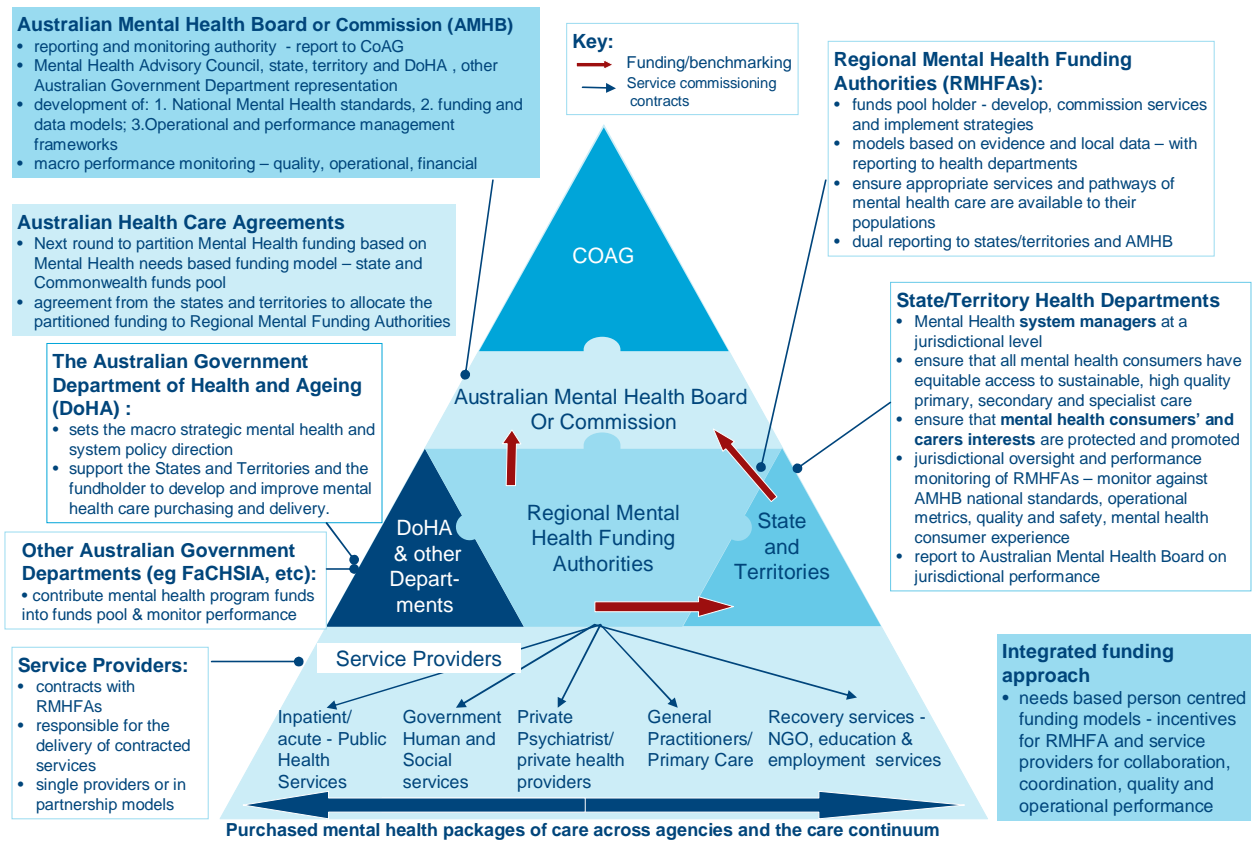 Australian Mental Health Board or Commission (AMHB)
• reporting and monitoring authority - report to CoAG
• Mental Health Advisory Council, state, territory and DoHA , other
Australian Government Department representation
• development of: 1. National Mental Health standards, 2. funding and
data models; 3.Operational and performance management
frameworks
• macro performance monitoring – quality, operational, financial
Key:
Funding/benchmarking
Service commissioning
contracts
Regional Mental Health Funding
Authorities (RMHFAs):
• funds pool holder - develop, commission services
and implement strategies
• models based on evidence and local data – with
reporting to health departments
• ensure appropriate services and pathways of
mental health care are available to their
populations
• dual reporting to states/territories and AMHB
Australian Health Care Agreements
• Next round to partition Mental Health funding based on
Mental Health needs based funding model – state and
Commonwealth funds pool
• agreement from the states and territories to allocate the
partitioned funding to Regional Mental Funding Authorities
COAG
State/Territory Health Departments
• Mental Health system managers at a
jurisdictional level
• ensure that all mental health consumers have
equitable access to sustainable, high quality
primary, secondary and specialist care
• ensure that mental health consumers' and
carers interests are protected and promoted
• jurisdictional oversight and performance
monitoring of RMHFAs – monitor against
AMHB national standards, operational
metrics, quality and safety, mental health
consumer experience
• report to Australian Mental Health Board on
jurisdictional performance
The Australian Government
Department of Health and Ageing
(DoHA) :
• sets the macro strategic mental health and
system policy direction
• support the States and Territories and the
fundholder to develop and improve mental
health care purchasing and delivery.
Australian Mental Health Board
Or Commission
DoHA
& other
Depart-
ments
Regional Mental
Health Funding
Authorities
State
and
Territories
Other Australian Government
Departments (eg FaCHSIA, etc):
• contribute mental health program funds
into funds pool & monitor performance
Service Providers:
• contracts with
RMHFAs
• responsible for the
delivery of contracted
services
• single providers or in
partnership models
Service Providers
Inpatient/
acute - Public
Health
Services
Government
Human and
Social
services
Private
Psychiatrist/
private health
providers
General
Practitioners/
Primary Care
Recovery services -
NGO, education &
employment services
Integrated funding
approach
• needs based person centred
funding models - incentives
for RMHFA and service
providers for collaboration,
coordination, quality and
operational performance
Purchased mental health packages of care across agencies and the care continuum